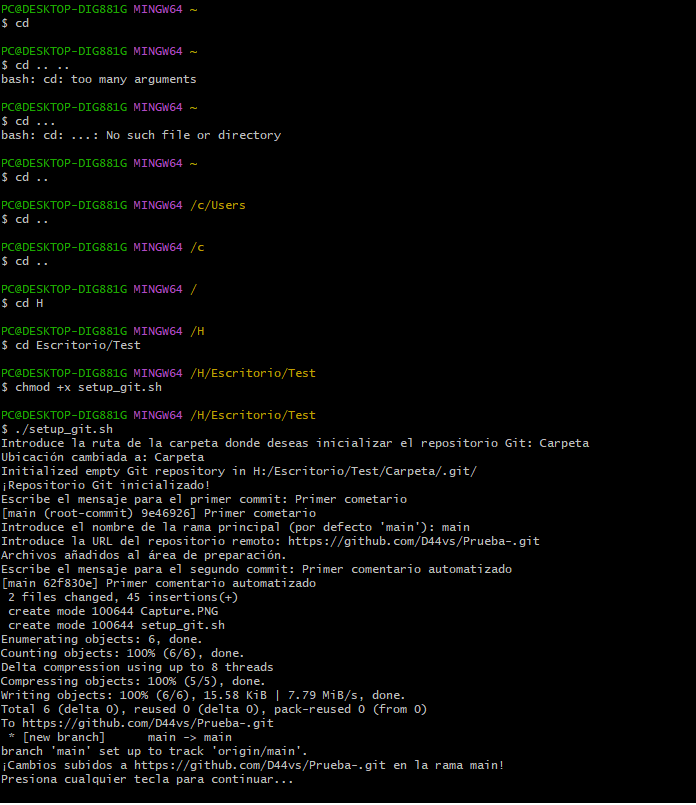 PC@DESKTOP-DIG881G MINGW64 ~
$ cd
PC@DESKTOP-DIG881G MINGW64 ~
$ cd .. ..
bash: cd: too many arguments
PC@DESKTOP-DIG881G MINGW64 ~
$ cd ...
bash: cd: ...: No such file or directory
PC@DESKTOP-DIG881G MINGW64 ~
$ cd ..
PC@DESKTOP-DIG881G MINGW64 /c/Users
$ cd ..
PC@DESKTOP-DIG881G MINGW64 /c
$ cd ..
PC@DESKTOP-DIG881G MINGW64 /
$ cd H
PC@DESKTOP-DIG881G MINGW64 /H
$ cd Escritorio/Test
PC@DESKTOP-DIG881G MINGW64 /H/Escritorio/Test
$ chmod +x setup_git.sh
PC@DESKTOP-DIG881G MINGW64 /H/Escritorio/Test
$ ./setup_git.sh
Introduce la ruta de la carpeta donde deseas inicializar el repositorio Git: Carpeta
Ubicación cambiada a: Carpeta
Initialized empty Git repository in H:/Escritorio/Test/Carpeta/.git/
¡Repositorio Git inicializado!
Escribe el mensaje para el primer commit: Primer cometario
[main (root-commit) 9e46926] Primer cometario
Introduce el nombre de la rama principal (por defecto 'main'): main
Introduce la URL del repositorio remoto: https://github.com/D44vs/Prueba-.git
Archivos añadidos al área de preparación.
Escribe el mensaje para el segundo commit: Primer comentario automatizado
[main 62f830e] Primer comentario automatizado
 2 files changed, 45 insertions(+)
 create mode 100644 Capture.PNG
 create mode 100644 setup_git.sh
Enumerating objects: 6, done.
Counting objects: 100% (6/6), done.
Delta compression using up to 8 threads
Compressing objects: 100% (5/5), done.
Writing objects: 100% (6/6), 15.58 KiB | 7.79 MiB/s, done.
Total 6 (delta 0), reused 0 (delta 0), pack-reused 0 (from 0)
To https://github.com/D44vs/Prueba-.git
 * [new branch]      main -> main
branch 'main' set up to track 'origin/main'.
¡Cambios subidos a https://github.com/D44vs/Prueba-.git en la rama main!
Presiona cualquier tecla para continuar...